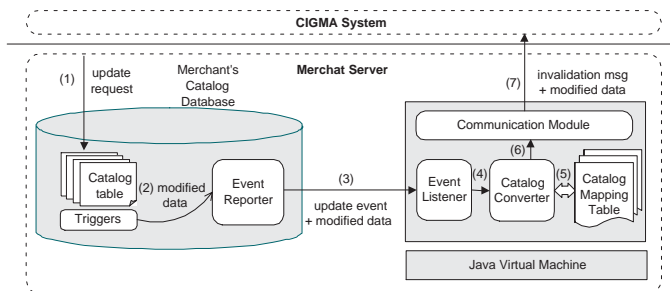 CIGMA System
Merchat Server
(1)
update
request
Merchant's
Catalog
Database
(7)
invalidation msg
+ modified data
Communication Module
Catalog
table
Triggers
(2) modified
data
Event
Reporter
(3)
update event
+ modified data
Event
Listener
(4)
(6)
Catalog
Converter
(5)
Catalog
Mapping
Table
Java Virtual Machine